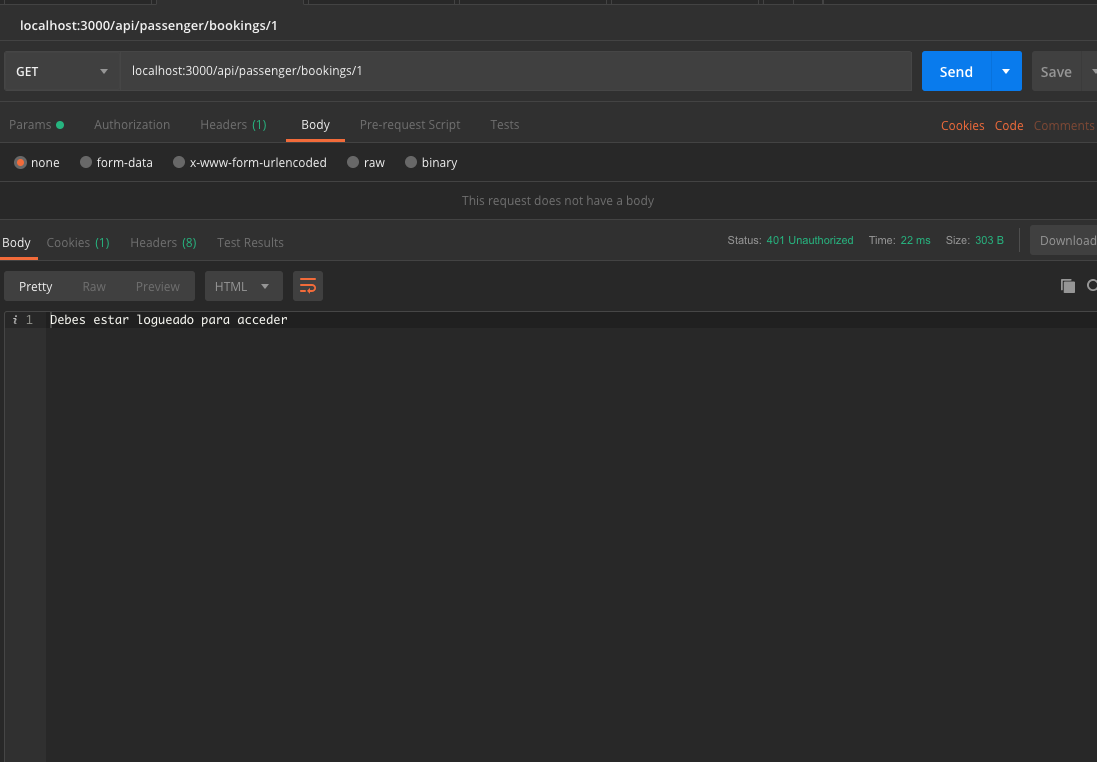 localhost:3000/api/passenger/bookings/1
GET localhost:3000/api/passenger/bookings/1 Send Save
Params Authorization Headers (1) Body Pre-request Script Tests Cookies Code Comments
none form-data x-www-form-urlencoded raw binary
This request does not have a body
Body Cookies (1) Headers (8) Test Results Status: 401 Unauthorized Time: 22 ms Size: 303 B Download
Pretty Raw Preview HTML
i 1 Debes estar logueado para acceder